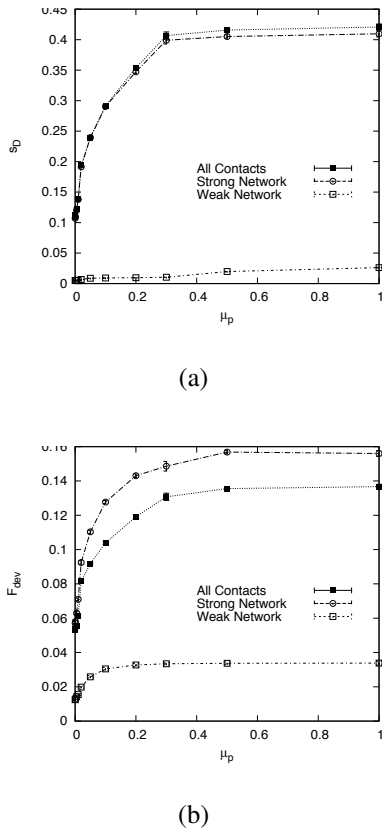 0.45
0.4
0.35
0.3
0.25
0.2
0.15
0.1
0.05
0
s_D
All Contacts
Strong Network
Weak Network
0 0.2 0.4 0.6 0.8 1
μ_p
(a)
0.16
0.14
0.12
0.1
0.08
0.06
0.04
0.02
0
F_dev
All Contacts
Strong Network
Weak Network
0 0.2 0.4 0.6 0.8 1
μ_p
(b)